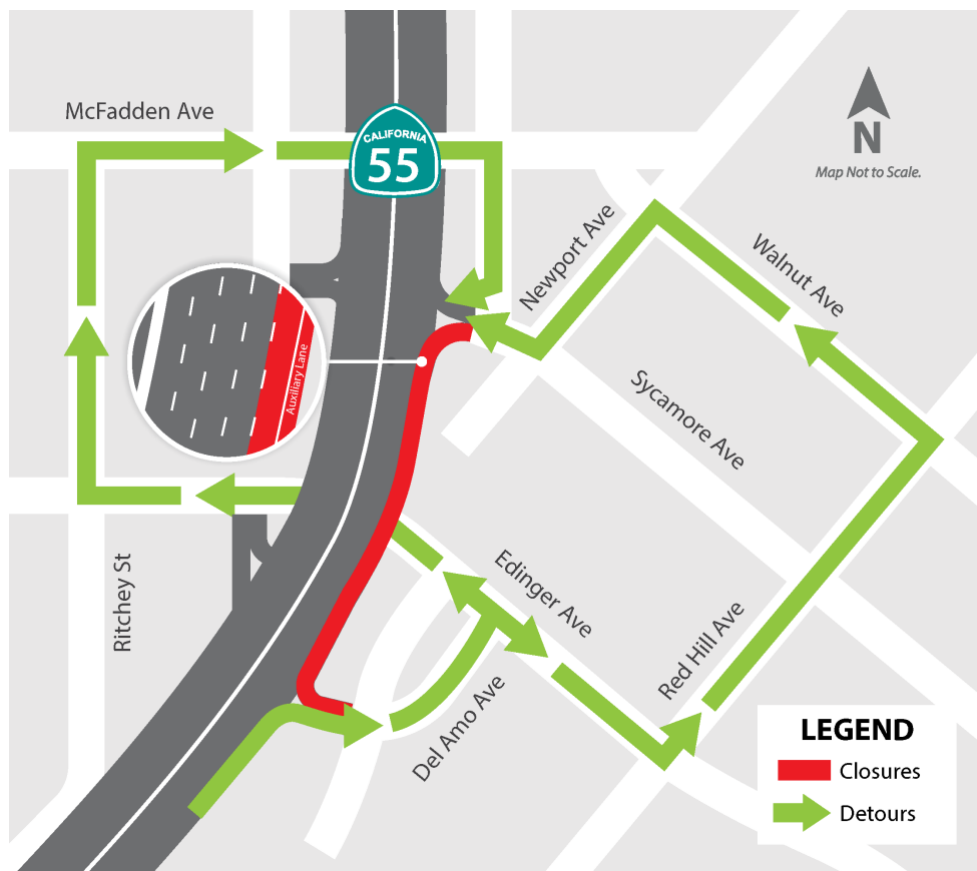 McFadden Ave
CALIFORNIA
55
N
Map Not to Scale.
Newport Ave
Walnut Ave
Auxiliary Lane
Sycamore Ave
Ritchey St
Edinger Ave
Red Hill Ave
Del Amo Ave
LEGEND
Closures
Detours